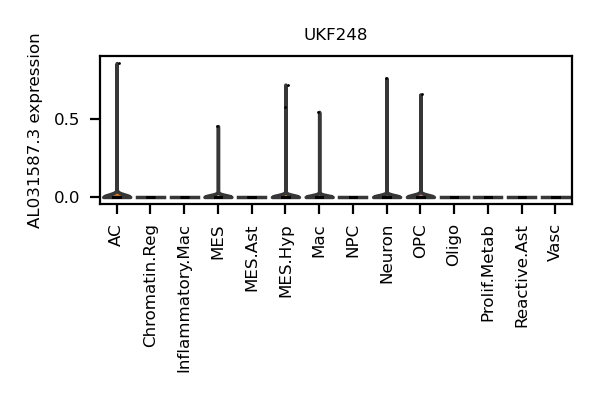 UKF248
AL031587.3 expression
0.5
0.0
AC
Chromatin.Reg
Inflammatory.Mac
MES
MES.Ast
MES.Hyp
Mac
NPC
Neuron
OPC
Oligo
Prolif.Metab
Reactive.Ast
Vasc